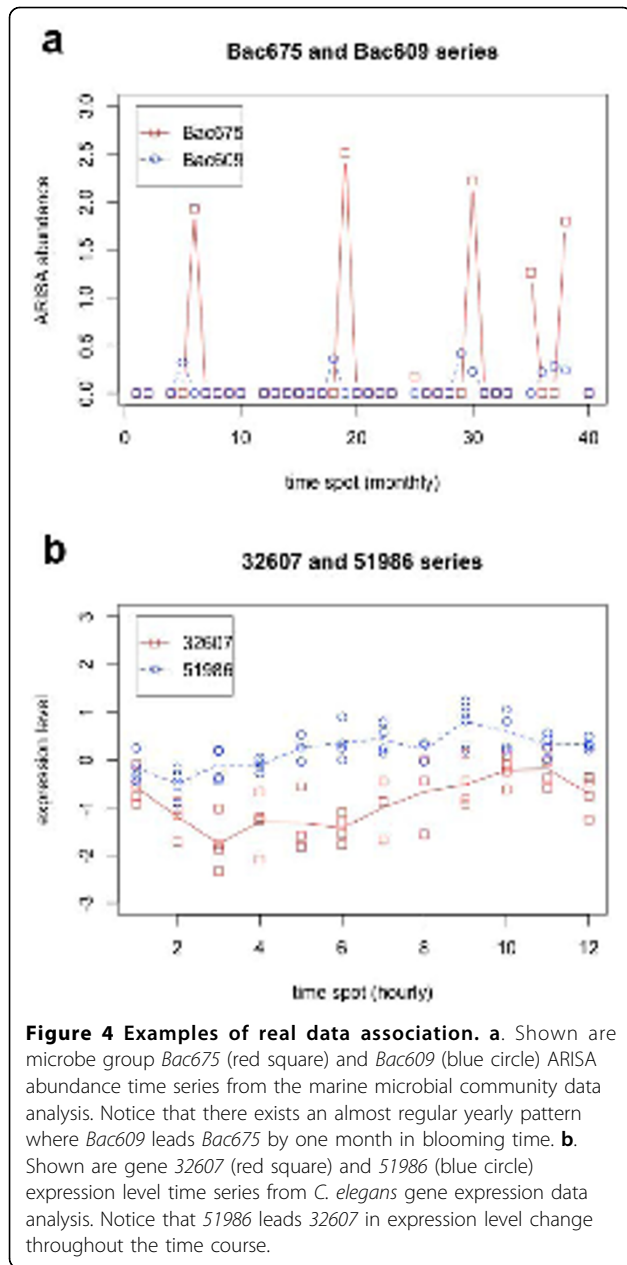 a
Bac675 and Bac609 series
Bac675
Bac609
ARISA abundance
3.0
2.5
2.0
1.5
1.0
0.5
0.0
0 10 20 30 40
time spot (monthly)
b
32607 and 51986 series
32607
51986
expression level
3
2
1
0
-1
-2
-3
2 4 6 8 10 12
time spot (hourly)
Figure 4 Examples of real data association. a. Shown are
microbe group Bac675 (red square) and Bac609 (blue circle) ARISA
abundance time series from the marine microbial community data
analysis. Notice that there exists an almost regular yearly pattern
where Bac609 leads Bac675 by one month in blooming time. b.
Shown are gene 32607 (red square) and 51986 (blue circle)
expression level time series from C. elegans gene expression data
analysis. Notice that 51986 leads 32607 in expression level change
throughout the time course.